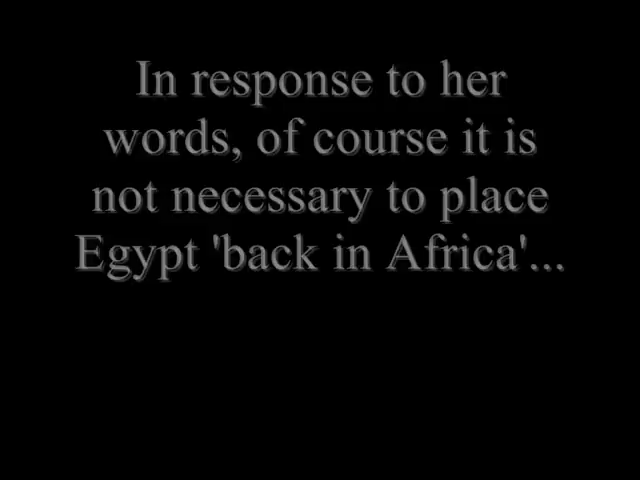 In response to her
words, of course it is
not necessary to place
Egypt 'back in Africa'...